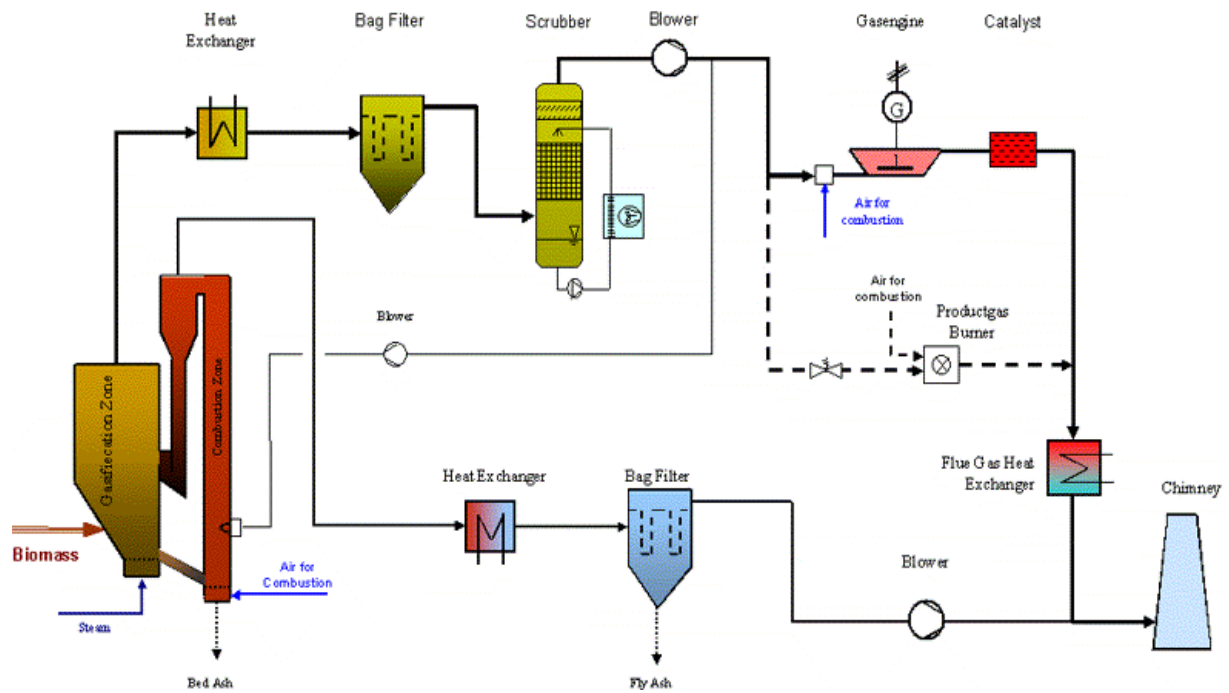 Heat
Exchanger
Bag Filter
Scrubber
Blower
Gasengine
Catalyst
G
Air for
combustion
Air for
combustion
Productgas
Burner
Blower
Gasifiecation Zone
Combustion Zone
Heat Exchanger
Bag Filter
Flue Gas Heat
Exchanger
Chimney
Biomass
Air for
Combustion
Blower
Steam
Bed Ash
Fly Ash